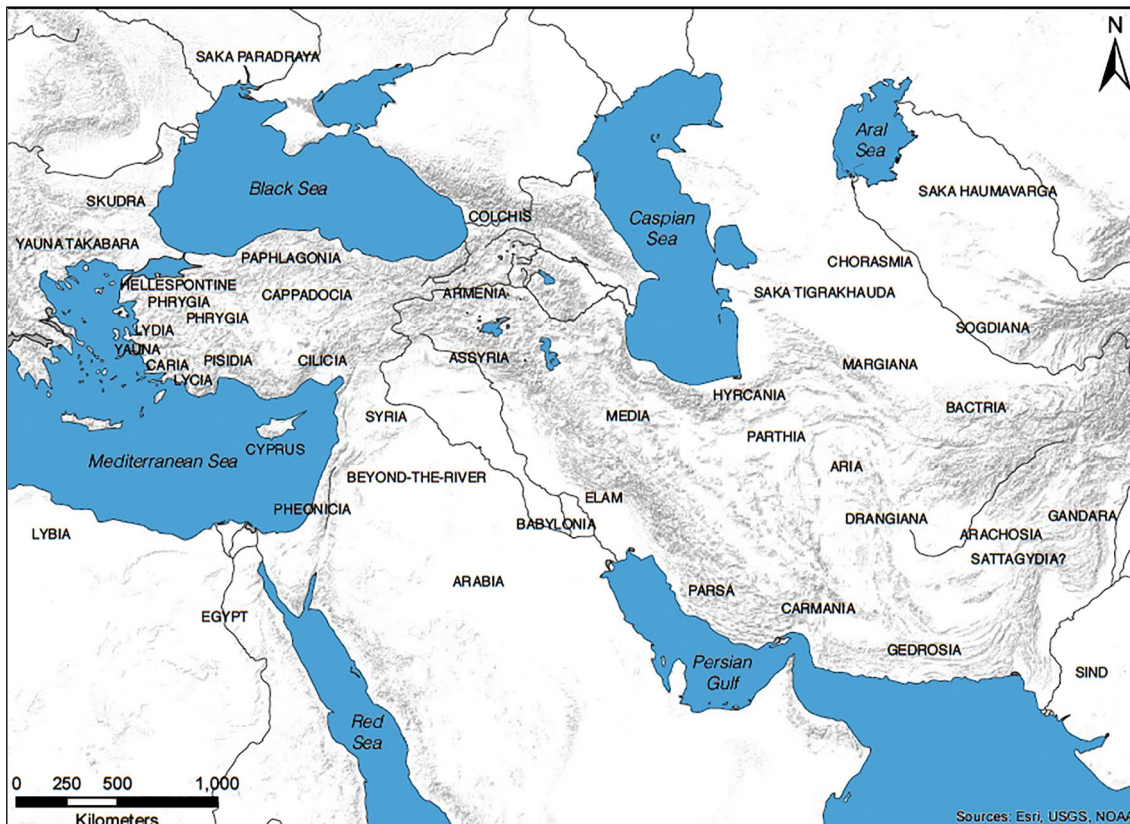 N
SAKA PARADRAYA
Aral
Sea
Black Sea
SAKA HAUMAVARGA
SKUDRA
COLCHIS
Caspian
Sea
YAUNA TAKABARA
PAPHLAGONIA
CHORASMIA
HELLESPONTINE
PHRYGIA
CAPPADOCIA
ARMENIA
SAKA TIGRAKHAUDA
PHRYGIA
LYDIA
SOGDIANA
YAUNA
CARIA
PISIDIA
CILICIA
ASSYRIA
MARGIANA
LYCIA
HYRCANIA
BACTRIA
SYRIA
MEDIA
PARTHIA
CYPRUS
Mediterranean Sea
ARIA
BEYOND-THE-RIVER
ELAM
PHEONICIA
BABYLONIA
DRANGIANA
GANDARA
LYBIA
ARACHOSIA
SATTAGYDIA?
ARABIA
PARSA
CARMANIA
EGYPT
GEDROSIA
Persian
Gulf
SIND
Red
Sea
0 250 500 1,000
Kilometers
Sources: Esri, USGS, NOAA